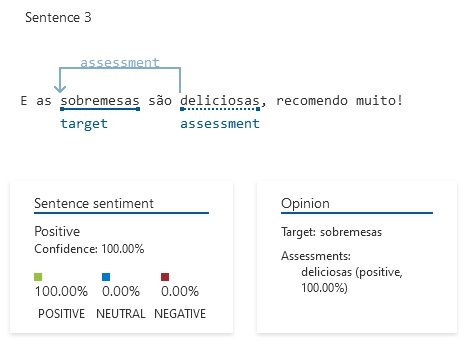 Sentence 3
assessment
E as sobremesas são deliciosas, recomendo muito!
target assessment
Sentence sentiment
Positive
Confidence: 100.00%
100.00% 0.00% 0.00%
POSITIVE NEUTRAL NEGATIVE
Opinion
Target: sobremesas
Assessments:
deliciosas (positive,
100.00%)